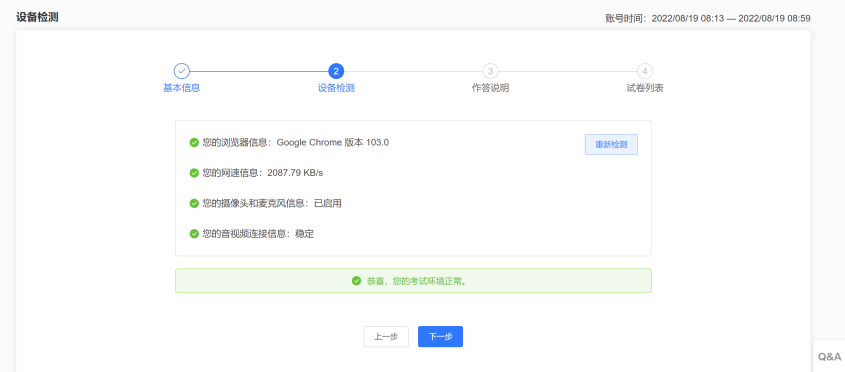 设备检测
账号时间：2022/08/19 08:13 — 2022/08/19 08:59
2 3 4
基本信息 设备检测 作答说明 试卷列表
您的浏览器信息：Google Chrome 版本 103.0
重新检测
您的网速信息：2087.79 KB/s
您的摄像头和麦克风信息：已启用
您的音视频连接信息：稳定
恭喜，您的考试环境正常。
上一步 下一步
Q&A